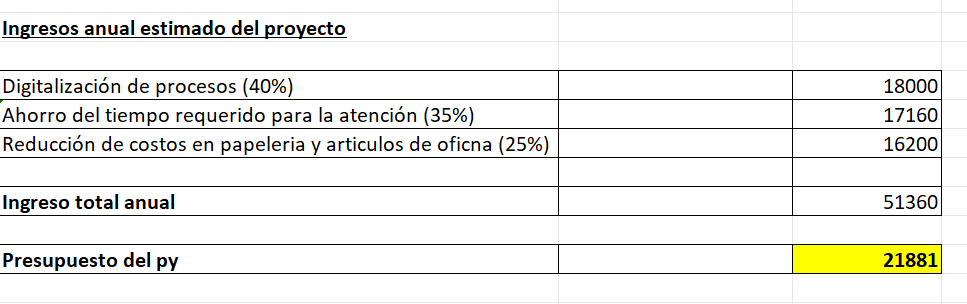 Ingresos anual estimado del proyecto
Digitalización de procesos (40%) 18000
Ahorro del tiempo requerido para la atención (35%) 17160
Reducción de costos en papeleria y articulos de oficna (25%) 16200
Ingreso total anual 51360
Presupuesto del py 21881